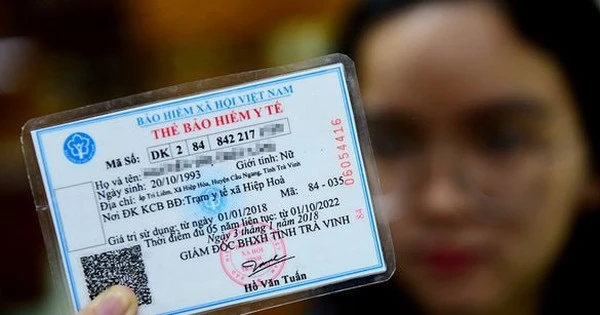 BẢO HIỂM XÃ HỘI VIỆT NAM
THẺ BẢO HIỂM Y TẾ
Mã Số: DK 2 84 842 217
Họ và tên:
Ngày sinh: 20/10/1993 Giới tính: Nữ
Địa chỉ: ấp Trì Liêm, Xã Hiệp Hòa, Huyện Cầu Ngang, Tỉnh Trà Vinh
Nơi ĐK KCB BĐ: Trạm y tế xã Hiệp Hoà
Mã: 84 - 035
Giá trị sử dụng: từ ngày 01/01/2018
Thời điểm đủ 05 năm liên tục: từ 01/10/2022
Ngày 3 tháng 1 năm 2018
GIÁM ĐỐC BHXH TỈNH TRÀ VINH
Hồ Văn Tuấn
06054416